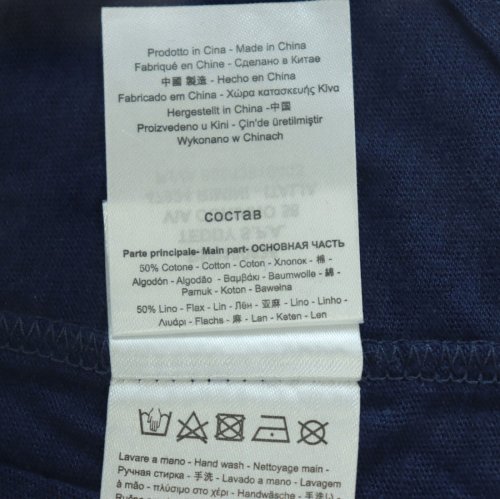 Prodotto in Cina - Made in China
Fabriqué en Chine - Сделано в Китае
中國 製造 - Hecho en China
Fabricado em China - Χώρα κατασκευής Κίνα
Hergestellt in China -中国
Proizvedeno u Kini - Çin'de üretilmiştir
Wykonano w Chinach
состав
Parte principale- Main part- ОСНОВНАЯ ЧАСТЬ
50% Cotone - Cotton - Coton - Хлопок - 棉 -
Algodón - Algodão - Βαμβάκι - Baumwolle - 綿 -
Pamuk - Koton - Bawełna
50% Lino - Flax - Lin - Лён - 亚麻 - Lino - Linho -
Λινάρι - Flachs - 麻 - Lan - Keten - Len
Lavare a mano - Hand wash - Nettoyage main -
Ручная стирка - 手洗 - Lavado a mano - Lavagem
à mão - πλύσιμο στο χέρι - Handwäsche - 手洗